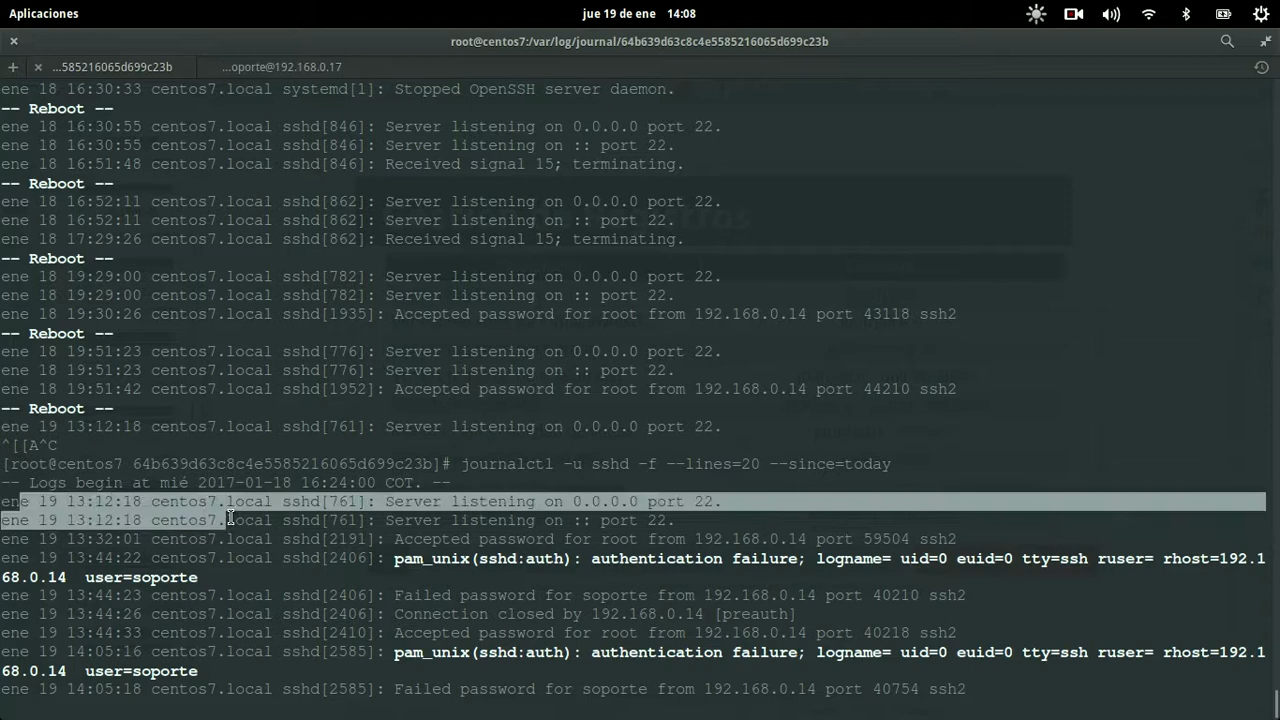 Aplicaciones
jue 19 de ene 14:08
root@centos7:/var/log/journal/64b639d63c8c4e5585216065d699c23b
...585216065d699c23b
...oporte@192.168.0.17
ene 18 16:30:33 centos7.local systemd[1]: Stopped OpenSSH server daemon.
-- Reboot --
ene 18 16:30:55 centos7.local sshd[846]: Server listening on 0.0.0.0 port 22.
ene 18 16:30:55 centos7.local sshd[846]: Server listening on :: port 22.
ene 18 16:51:48 centos7.local sshd[846]: Received signal 15; terminating.
-- Reboot --
ene 18 16:52:11 centos7.local sshd[862]: Server listening on 0.0.0.0 port 22.
ene 18 16:52:11 centos7.local sshd[862]: Server listening on :: port 22.
ene 18 17:29:26 centos7.local sshd[862]: Received signal 15; terminating.
-- Reboot --
ene 18 19:29:00 centos7.local sshd[782]: Server listening on 0.0.0.0 port 22.
ene 18 19:29:00 centos7.local sshd[782]: Server listening on :: port 22.
ene 18 19:30:26 centos7.local sshd[1935]: Accepted password for root from 192.168.0.14 port 43118 ssh2
-- Reboot --
ene 18 19:51:23 centos7.local sshd[776]: Server listening on 0.0.0.0 port 22.
ene 18 19:51:23 centos7.local sshd[776]: Server listening on :: port 22.
ene 18 19:51:42 centos7.local sshd[1952]: Accepted password for root from 192.168.0.14 port 44210 ssh2
-- Reboot --
ene 19 13:12:18 centos7.local sshd[761]: Server listening on 0.0.0.0 port 22.
^[[A^C
[root@centos7 64b639d63c8c4e5585216065d699c23b]# journalctl -u sshd -f --lines=20 --since=today
-- Logs begin at mié 2017-01-18 16:24:00 COT. --
ene 19 13:12:18 centos7.local sshd[761]: Server listening on 0.0.0.0 port 22.
ene 19 13:12:18 centos7.local sshd[761]: Server listening on :: port 22.
ene 19 13:32:01 centos7.local sshd[2191]: Accepted password for root from 192.168.0.14 port 59504 ssh2
ene 19 13:44:22 centos7.local sshd[2406]: pam_unix(sshd:auth): authentication failure; logname= uid=0 euid=0 tty=ssh ruser= rhost=192.1
68.0.14  user=soporte
ene 19 13:44:23 centos7.local sshd[2406]: Failed password for soporte from 192.168.0.14 port 40210 ssh2
ene 19 13:44:26 centos7.local sshd[2406]: Connection closed by 192.168.0.14 [preauth]
ene 19 13:44:33 centos7.local sshd[2410]: Accepted password for root from 192.168.0.14 port 40218 ssh2
ene 19 14:05:16 centos7.local sshd[2585]: pam_unix(sshd:auth): authentication failure; logname= uid=0 euid=0 tty=ssh ruser= rhost=192.1
68.0.14  user=soporte
ene 19 14:05:18 centos7.local sshd[2585]: Failed password for soporte from 192.168.0.14 port 40754 ssh2